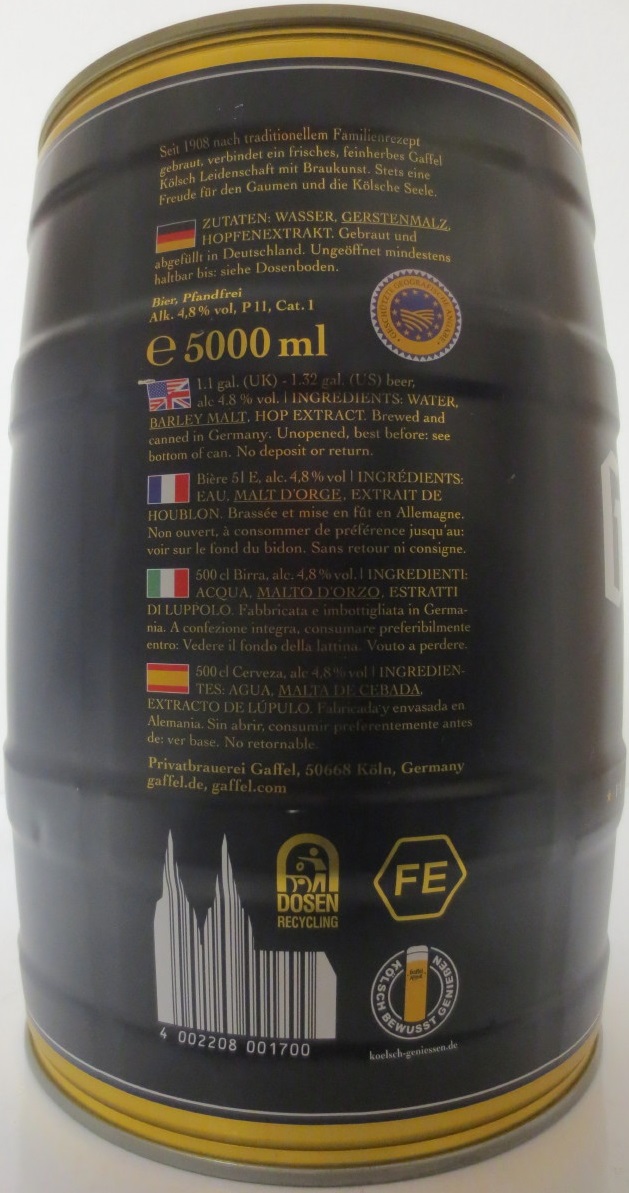 Seit 1908 nach traditionellem Familienrezept
gebraut, verbindet ein frisches, feinherbes Gaffel
Kölsch Leidenschaft mit Braukunst. Stets eine
Freude für den Gaumen und die Kölsche Seele.
ZUTATEN: WASSER, GERSTENMALZ,
HOPFENEXTRAKT. Gebraut und
abgefüllt in Deutschland. Ungeöffnet mindestens
haltbar bis: siehe Dosenboden.
Bier, Pfandfrei
Alk. 4,8 % vol, P 11, Cat. I
℮ 5000 ml
GESCHÜTZTE GEOGRAFISCHE ANGABE
1.1 gal. (UK) - 1.32 gal. (US) beer,
alc 4.8 % vol. | INGREDIENTS: WATER,
BARLEY MALT, HOP EXTRACT. Brewed and
canned in Germany. Unopened, best before: see
bottom of can. No deposit or return.
Bière 5l E, alc. 4,8 % vol | INGRÉDIENTS:
EAU, MALT D'ORGE, EXTRAIT DE
HOUBLON. Brassée et mise en fût en Allemagne.
Non ouvert, à consommer de préférence jusqu'au:
voir sur le fond du bidon. Sans retour ni consigne.
500 cl Birra, alc. 4,8 % vol. | INGREDIENTI:
ACQUA, MALTO D'ORZO, ESTRATTI
DI LUPPOLO. Fabbricata e imbottigliata in Germa-
nia. A confezione integra, consumare preferibilmente
entro: Vedere il fondo della lattina. Vouto a perdere.
500 cl Cerveza, alc 4,8 % vol | INGREDIEN-
TES: AGUA, MALTA DE CEBADA,
EXTRACTO DE LÚPULO. Fabricada y envasada en
Alemania. Sin abrir, consumir preferentemente antes
de: ver base. No retornable.
Privatbrauerei Gaffel, 50668 Köln, Germany
gaffel.de, gaffel.com
DOSEN
RECYCLING
FE
KÖLSCH BEWUSST GENIEßEN
koelsch-geniessen.de
4 002208 001700